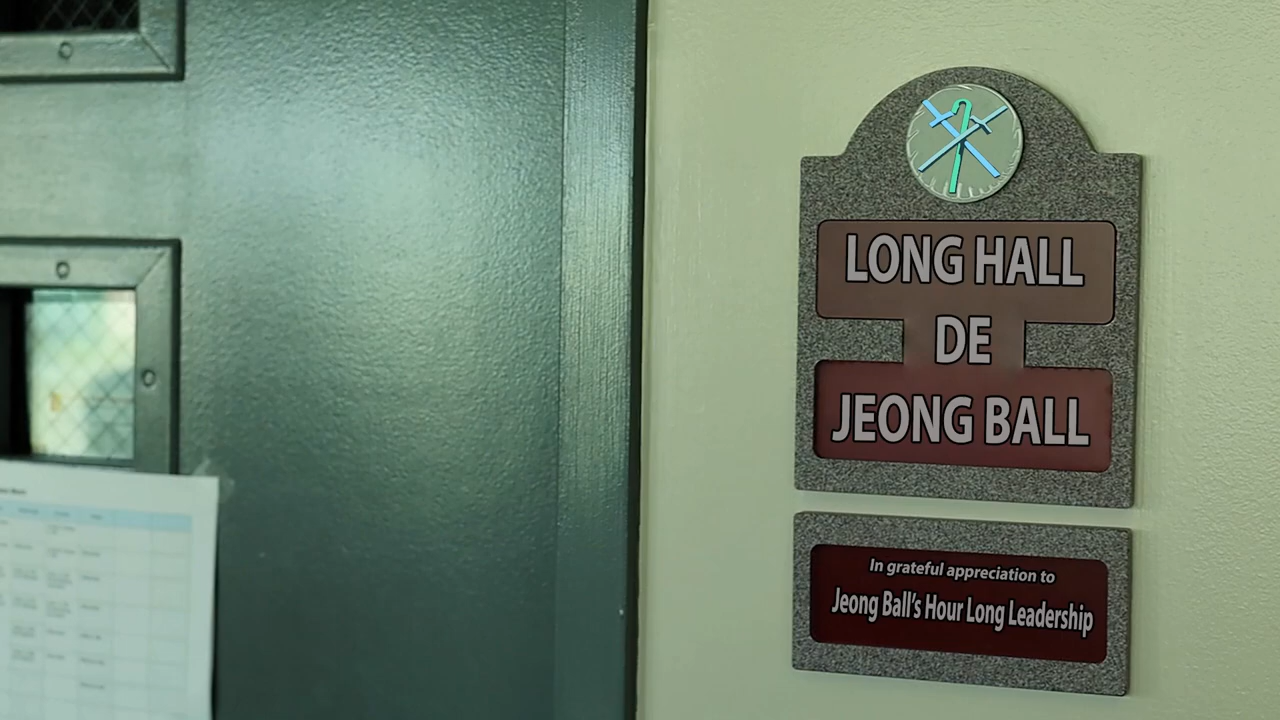 LONG HALL
DE
JEONG BALL
In grateful appreciation to
Jeong Ball's Hour Long Leadership